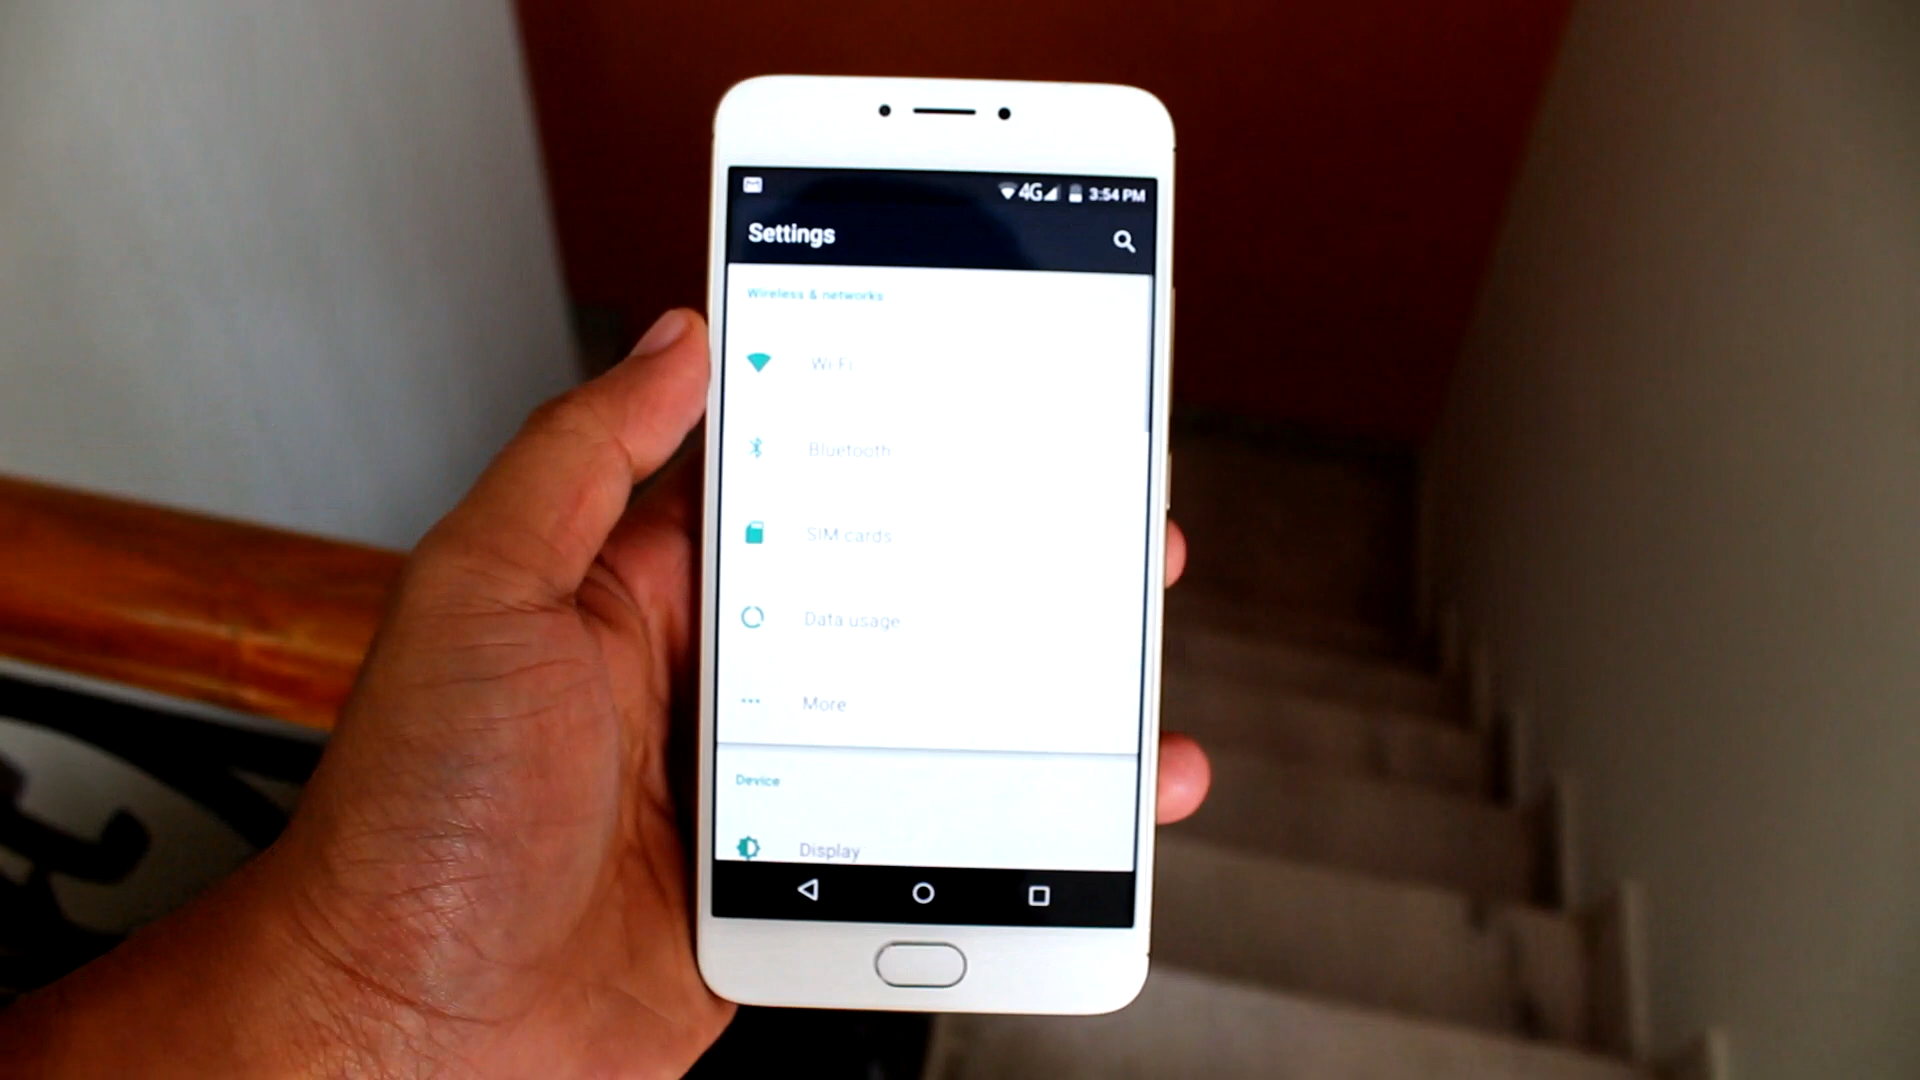 4G 3:54 PM
Settings
Wireless & networks
Wi-Fi
Bluetooth
SIM cards
Data usage
More
Device
Display